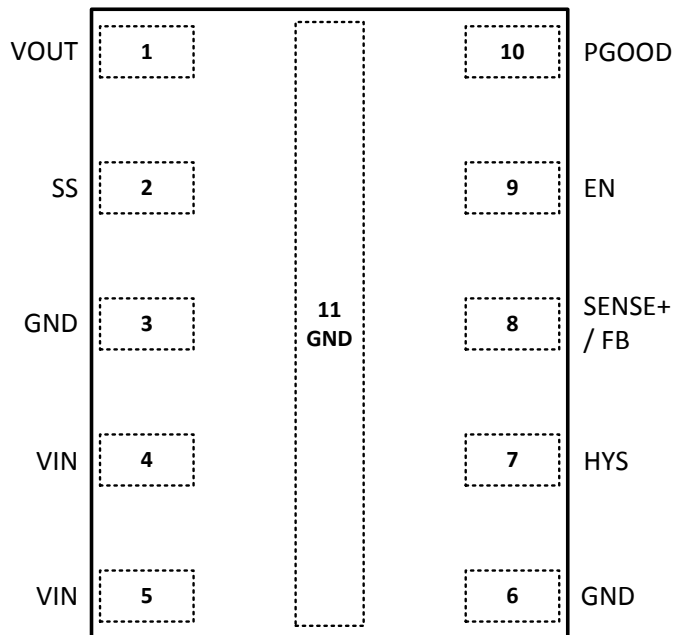 VOUT 1 10 PGOOD
SS 2 9 EN
GND 3 11 8 SENSE+
GND / FB
VIN 4 7 HYS
VIN 5 6 GND